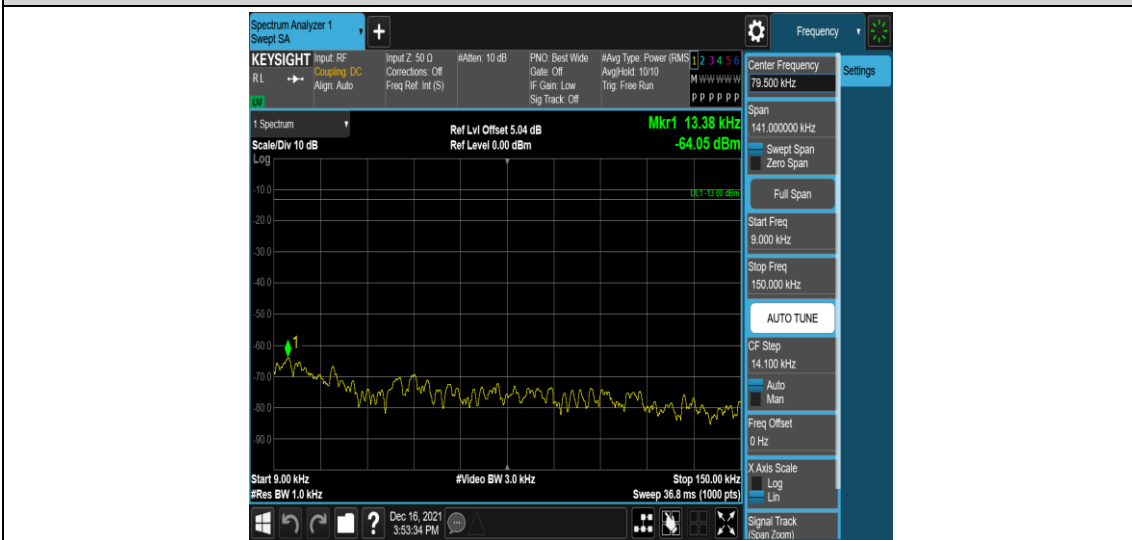 Spectrum Analyzer 1
Swept SA
+
Frequency
KEYSIGHT
RL
LXI
Input: RF
Coupling: DC
Align: Auto
Input Z: 50 Ω
Corrections: Off
Freq Ref: Int (S)
#Atten: 10 dB
PNO: Best Wide
Gate: Off
IF Gain: Low
Sig Track: Off
#Avg Type: Power (RMS
Avg|Hold: 10/10
Trig: Free Run
1 2 3 4 5 6
M W W W W W
P P P P P P
1 Spectrum
Scale/Div 10 dB
Log
Ref Lvl Offset 5.04 dB
Ref Level 0.00 dBm
Mkr1 13.38 kHz
-64.05 dBm
DL1 -13.00 dBm
-10.0
-20.0
-30.0
-40.0
-50.0
-60.0
-70.0
-80.0
-90.0
1
Start 9.00 kHz
#Res BW 1.0 kHz
#Video BW 3.0 kHz
Stop 150.00 kHz
Sweep 36.8 ms (1000 pts)
?
Dec 16, 2021
3:53:34 PM
Center Frequency
79.500 kHz
Settings
Span
141.000000 kHz
Swept Span
Zero Span
Full Span
Start Freq
9.000 kHz
Stop Freq
150.000 kHz
AUTO TUNE
CF Step
14.100 kHz
Auto
Man
Freq Offset
0 Hz
X Axis Scale
Log
Lin
Signal Track
(Span Zoom)